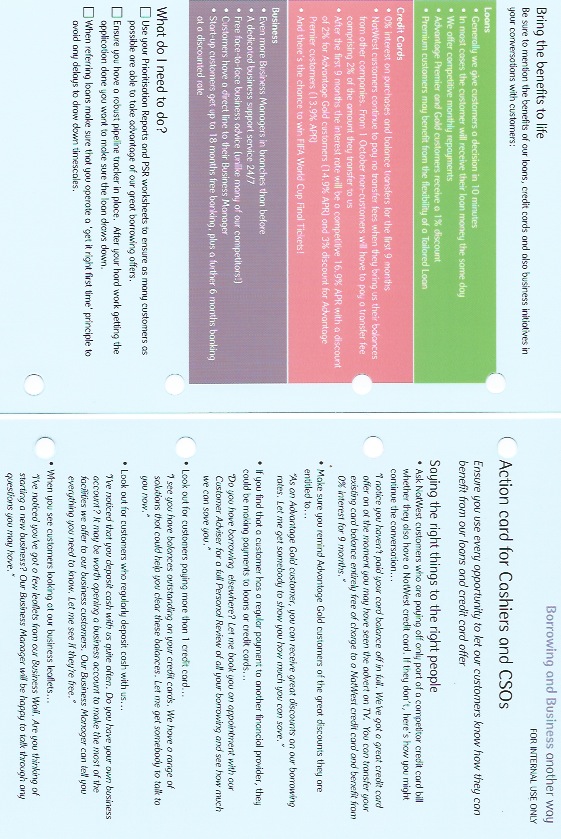 Bring the benefits to life
Be sure to mention the benefits of our loans, credit cards and also business initiatives in
your conversations with customers:
Loans
• Generally we give customers a decision in 10 minutes
• In most cases the customer will receive their loan money the same day
• We offer competitive monthly repayments
• Advantage Premier and Gold customers receive a 1% discount
• Premium customers may benefit from the flexibility of a Tailored Loan
Credit Cards
• 0% interest on purchases and balance transfers for the first 9 months
• NatWest customers continue to pay no transfer fees when they bring us their balances
from other companies. From 1 October non-customers will have to pay a transfer fee
comprising 2% of the amount they transfer to us
• After the first 9 months the interest rate will be a competitive 16.9% APR with a discount
of 2% for Advantage Gold customers (14.9% APR) and 3% discount for Advantage
Premier customers (13.9% APR)
• And there's the chance to win FIFA World Cup Final Tickets!
Business
• Even more Business Managers in branches than before
• A dedicated business support service 24/7
• Free face-to-face business advice (unlike many of our competitors!)
• Customers have a direct line to their Business Manager
• Start-up customers get up to 18 months free banking, plus a further 6 months banking
at a discounted rate
What do I need to do?
Use your Prioritisation Reports and PSR worksheets to ensure as many customers as
possible are able to take advantage of our great borrowing offers.
Ensure you have a robust pipeline tracker in place. After your hard work getting the
application done you want to make sure the loan draws down.
When referring loans make sure that you operate a 'get it right first time' principle to
avoid any delays to draw down timescales.
Borrowing and Business another way
FOR INTERNAL USE ONLY
Action card for Cashiers and CSOs
Ensure you use every opportunity to let our customers know how they can
benefit from our loans and credit card offer
Saying the right things to the right people
• Ask NatWest customers who are paying off only part of a competitor credit card bill
whether they also have a NatWest credit card. If they don't, here's how you might
continue the conversation...
"I notice you haven't paid your card balance off in full. We've got a great credit card
offer on at the moment you may have seen the advert on TV. You can transfer your
existing card balance entirely free of charge to a NatWest credit card and benefit from
0% interest for 9 months."
• Make sure you remind Advantage Gold customers of the great discounts they are
entitled to...
"As an Advantage Gold customer, you can receive great discounts on our borrowing
rates. Let me get somebody to show you how much you can save."
• If you find that a customer has a regular payment to another financial provider, they
could be making payments to loans or credit cards...
"Do you have borrowing elsewhere? Let me book you an appointment with our
Customer Adviser for a full Personal Review of all your borrowing and see how much
we can save you."
• Look out for customers paying more than 1 credit card...
"I see you have balances outstanding on your credit cards. We have a range of
solutions that could help you clear these balances. Let me get somebody to talk to
you now."
• Look out for customers who regularly deposit cash with us...
"I've noticed that you deposit cash with us quite often. Do you have your own business
account? It may be worth opening a business account to make the most of the
facilities we offer to our business customers. Our Business Manager can tell you
everything you need to know. Let me see if they're free."
• When you see customers looking at our business leaflets...
"I've noticed you've got a few leaflets from our Business Wall. Are you thinking of
starting a new business? Our Business Manager will be happy to talk through any
questions you may have."